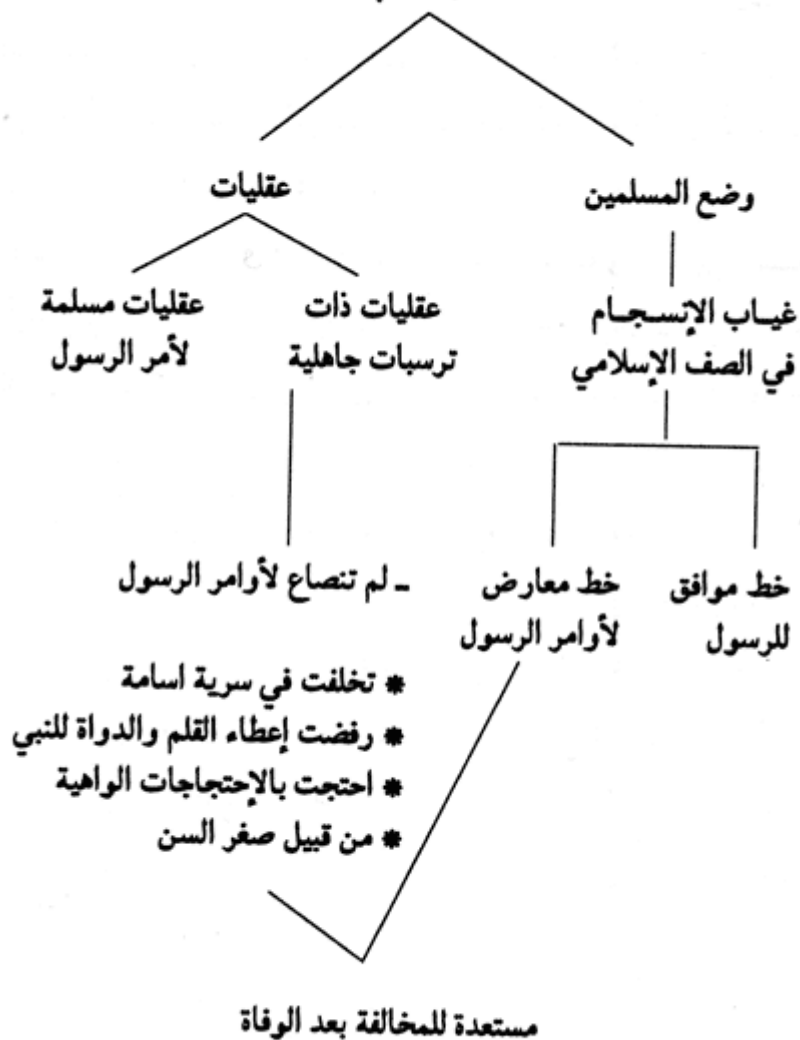 وضع المسلمين
عقليات
غيـاب الإنسـجـام
في الصف الإسلامي
عقليات ذات
ترسبات جاهلية
عقليات مسلمة
لأمر الرسول
خط موافق
للرسول
خط معارض
لأوامر الرسول
ـ لم تنصاع لأوامر الرسول
* تخلفت في سرية اسامة
* رفضت إعطاء القلم والدواة للنبي
* احتجت بالإحتجاجات الواهية
* من قبيل صغر السن
مستعدة للمخالفة بعد الوفاة